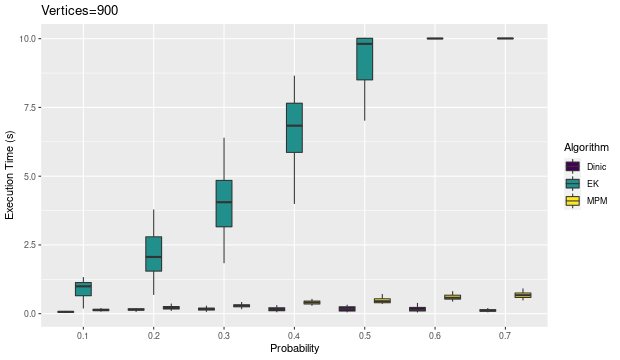 Vertices=900
10.0
7.5
5.0
2.5
0.0
Execution Time (s)
0.1 0.2 0.3 0.4 0.5 0.6 0.7
Probability
Algorithm
Dinic
EK
MPM